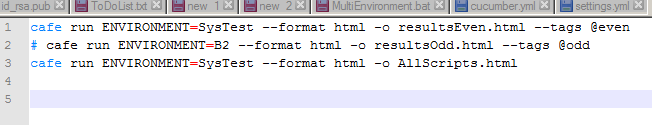 id_rsa.pub ToDoList.txt new 1 new 2 MultiEnvironment.bat cucumber.yml settings.yml
1 cafe run ENVIRONMENT=SysTest --format html -o resultsEven.html --tags @even
2 # cafe run ENVIRONMENT=B2 --format html -o resultsOdd.html --tags @odd
3 cafe run ENVIRONMENT=SysTest --format html -o AllScripts.html
4
5